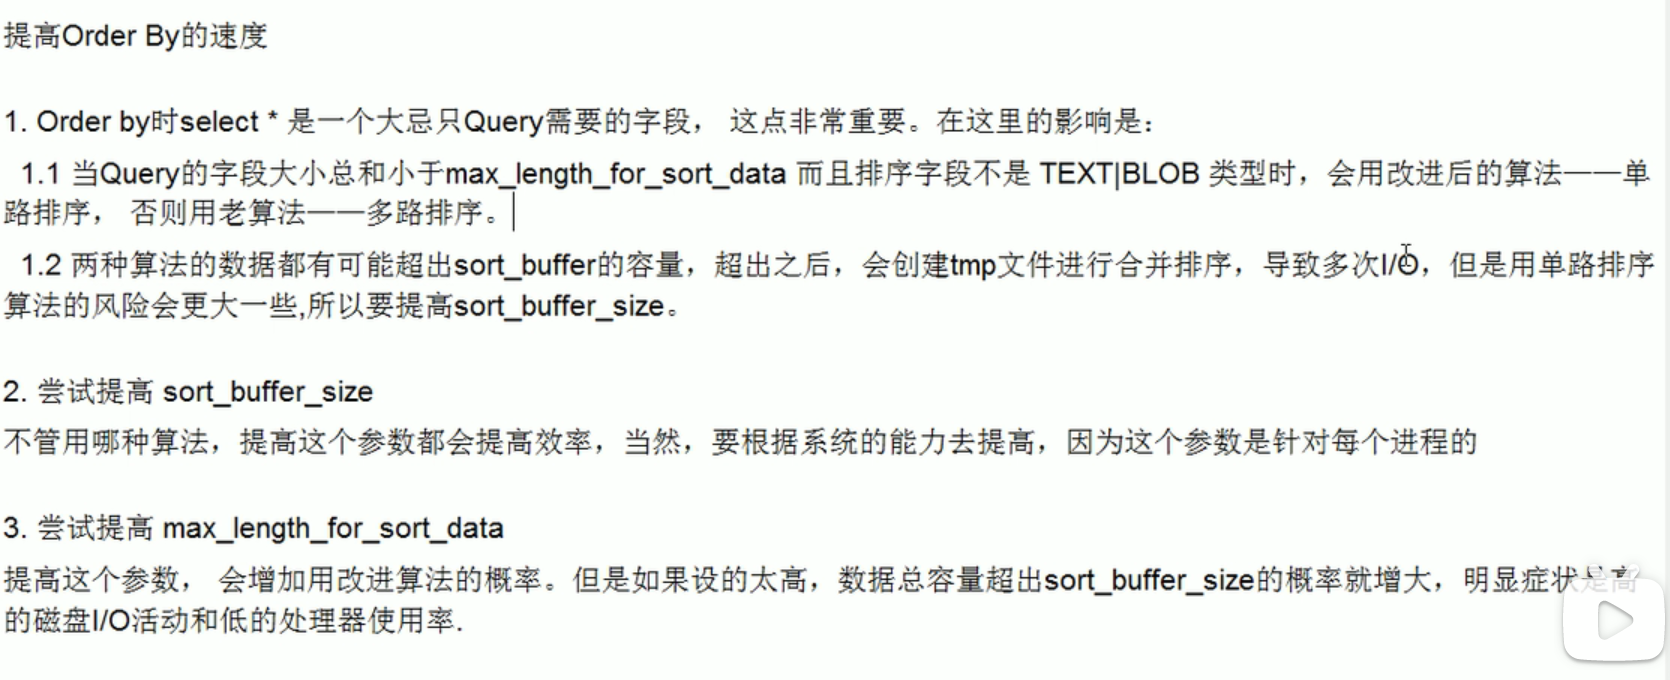 提高Order By的速度
1. Order by时select * 是一个大忌只Query需要的字段， 这点非常重要。在这里的影响是：
1.1 当Query的字段大小总和小于max_length_for_sort_data 而且排序字段不是 TEXT|BLOB 类型时，会用改进后的算法——单
路排序， 否则用老算法——多路排序。
1.2 两种算法的数据都有可能超出sort_buffer的容量，超出之后，会创建tmp文件进行合并排序，导致多次I/O，但是用单路排序
算法的风险会更大一些,所以要提高sort_buffer_size。
2. 尝试提高 sort_buffer_size
不管用哪种算法，提高这个参数都会提高效率，当然，要根据系统的能力去提高，因为这个参数是针对每个进程的
3. 尝试提高 max_length_for_sort_data
提高这个参数， 会增加用改进算法的概率。但是如果设的太高，数据总容量超出sort_buffer_size的概率就增大，明显症状是高
的磁盘I/O活动和低的处理器使用率.